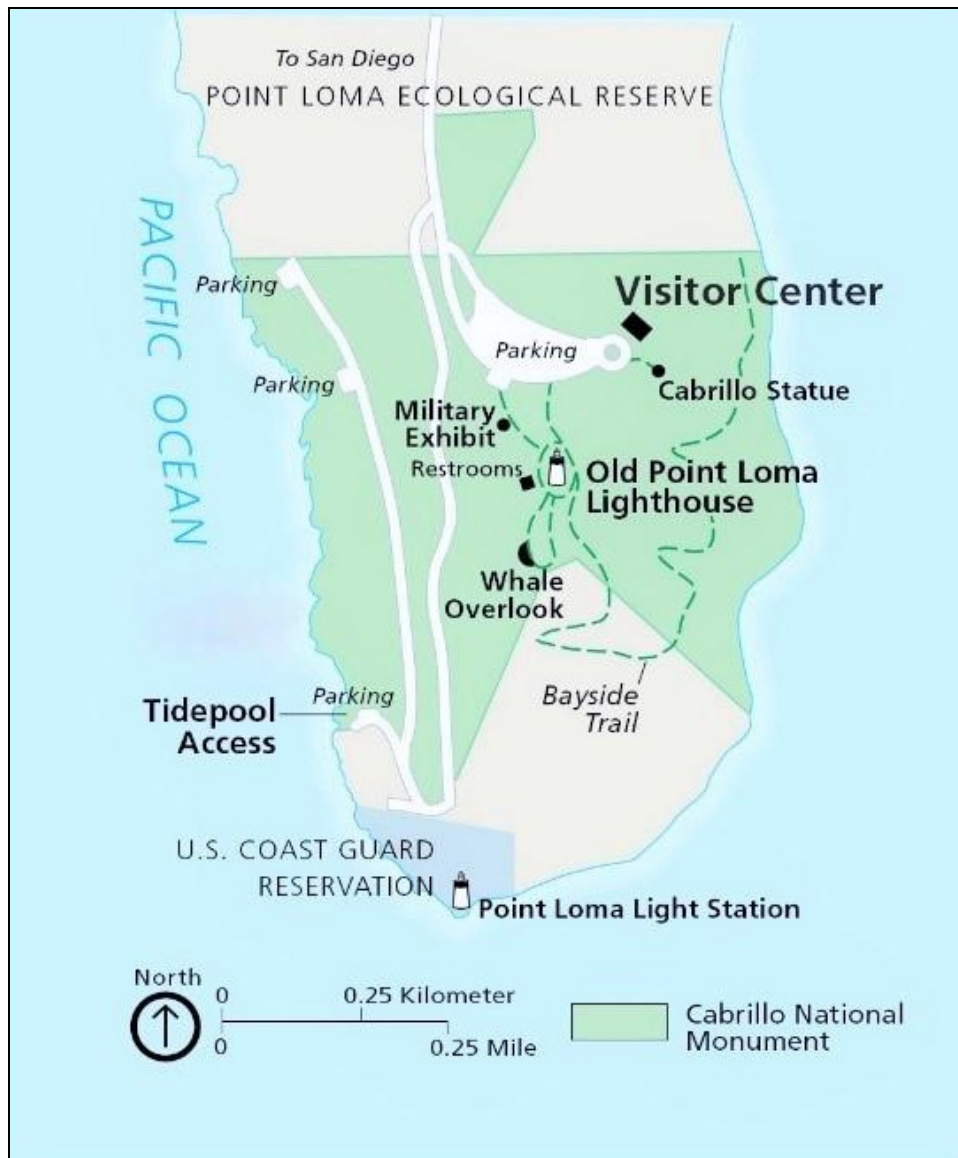 To San Diego
POINT LOMA ECOLOGICAL RESERVE
PACIFIC OCEAN
Parking
Visitor Center
Parking
Parking
Cabrillo Statue
Military
Exhibit
Restrooms
Old Point Loma
Lighthouse
Whale
Overlook
Bayside
Trail
Parking
Tidepool
Access
U.S. COAST GUARD
RESERVATION
Point Loma Light Station
North
0
0.25 Kilometer
0
0.25 Mile
Cabrillo National
Monument